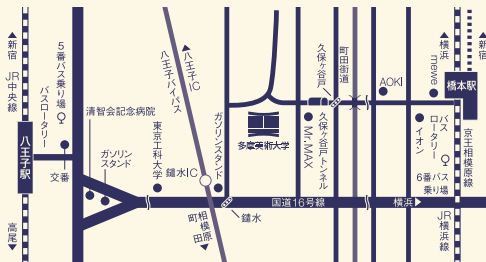 ▲新宿
JR中央線
八王子駅
高尾▼
5番バス乗り場
バスロータリー
交番
清智会記念病院
ガソリン
スタンド
東京工科大学
▲八王子IC
八王子バイパス
鑓水IC
ガソリンスタンド
相模原
町田▼
鑓水
国道16号線
多摩美術大学
久保ヶ谷戸
町田街道
Mr.MAX
久保ヶ谷戸トンネル
AOKI
mewe
イオン
バス
ロータリー
6番バス
乗り場
横浜▶
▲横浜
▲新宿
橋本駅
京王相模原線
JR横浜線